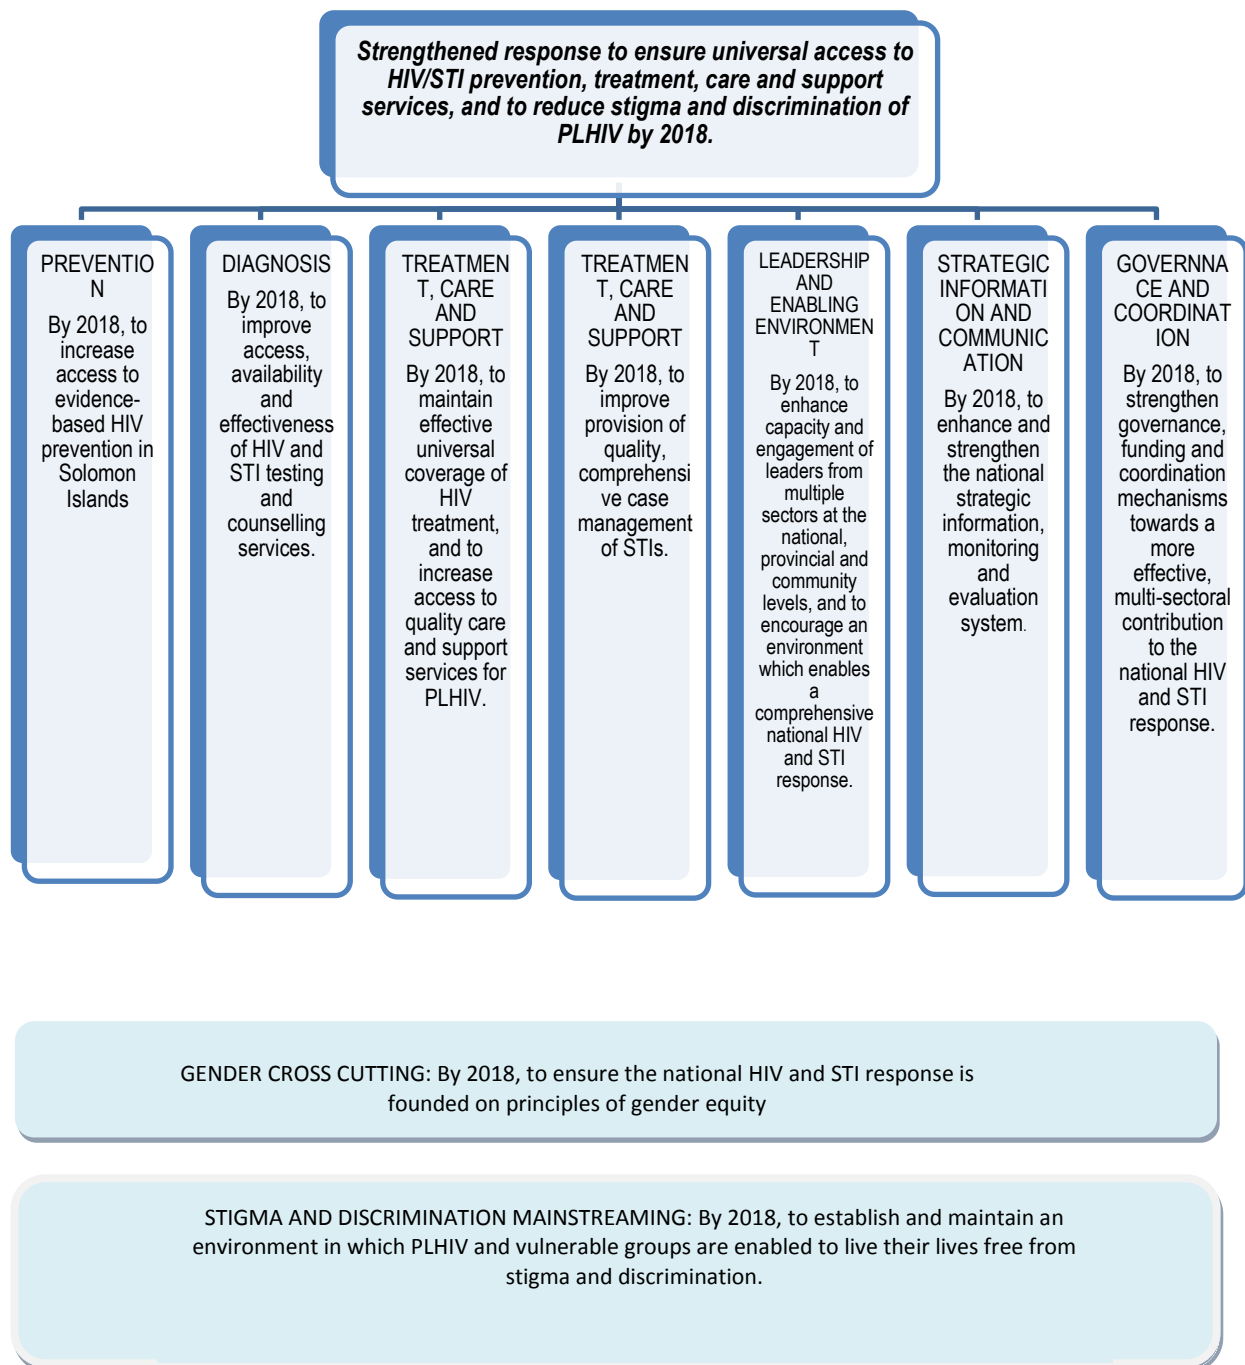 Strengthened response to ensure universal access to
HIV/STI prevention, treatment, care and support
services, and to reduce stigma and discrimination of
PLHIV by 2018.
PREVENTIO
N
By 2018, to
increase
access to
evidence-
based HIV
prevention in
Solomon
Islands
DIAGNOSIS
By 2018, to
improve
access,
availability
and
effectiveness
of HIV and
STI testing
and
counselling
services.
TREATMEN
T, CARE
AND
SUPPORT
By 2018, to
maintain
effective
universal
coverage of
HIV
treatment,
and to
increase
access to
quality care
and support
services for
PLHIV.
TREATMEN
T, CARE
AND
SUPPORT
By 2018, to
improve
provision of
quality,
comprehensi
ve case
management
of STIs.
LEADERSHIP
AND
ENABLING
ENVIRONMEN
T
By 2018, to
enhance
capacity and
engagement of
leaders from
multiple
sectors at the
national,
provincial and
community
levels, and to
encourage an
environment
which enables
a
comprehensive
national HIV
and STI
response.
STRATEGIC
INFORMATI
ON AND
COMMUNIC
ATION
By 2018, to
enhance and
strengthen
the national
strategic
information,
monitoring
and
evaluation
system.
GOVERNNA
CE AND
COORDINAT
ION
By 2018, to
strengthen
governance,
funding and
coordination
mechanisms
towards a
more
effective,
multi-sectoral
contribution
to the
national HIV
and STI
response.
GENDER CROSS CUTTING: By 2018, to ensure the national HIV and STI response is
founded on principles of gender equity
STIGMA AND DISCRIMINATION MAINSTREAMING: By 2018, to establish and maintain an
environment in which PLHIV and vulnerable groups are enabled to live their lives free from
stigma and discrimination.